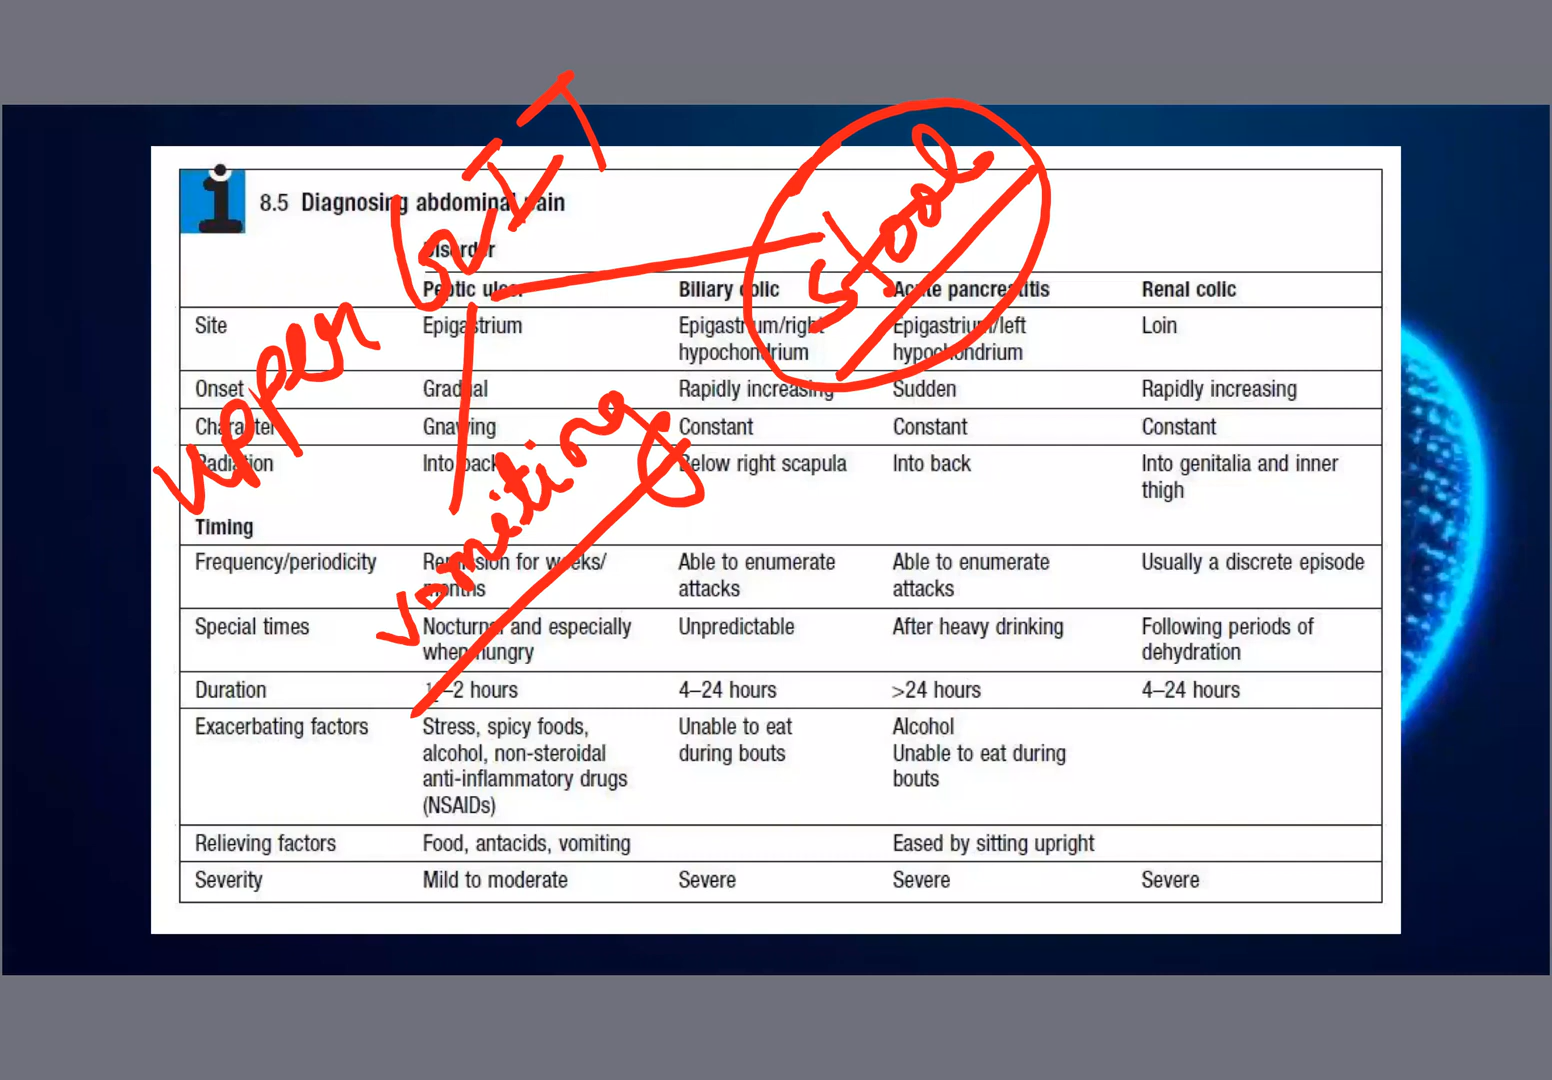 i
8.5 Diagnosing abdominal pain
Disorder
Peptic ulcer Biliary colic Acute pancreatitis Renal colic
Site Epigastrium Epigastrium/right hypochondrium Epigastrium/left hypochondrium Loin
Onset Gradual Rapidly increasing Sudden Rapidly increasing
Character Gnawing Constant Constant Constant
Radiation Into back Below right scapula Into back Into genitalia and inner thigh
Timing
Frequency/periodicity Remission for weeks/months Able to enumerate attacks Able to enumerate attacks Usually a discrete episode
Special times Nocturnal and especially when hungry Unpredictable After heavy drinking Following periods of dehydration
Duration –2 hours 4–24 hours >24 hours 4–24 hours
Exacerbating factors Stress, spicy foods, alcohol, non-steroidal anti-inflammatory drugs (NSAIDs) Unable to eat during bouts Alcohol Unable to eat during bouts
Relieving factors Food, antacids, vomiting Eased by sitting upright
Severity Mild to moderate Severe Severe Severe
Upper GIT
Stool
Vomiting